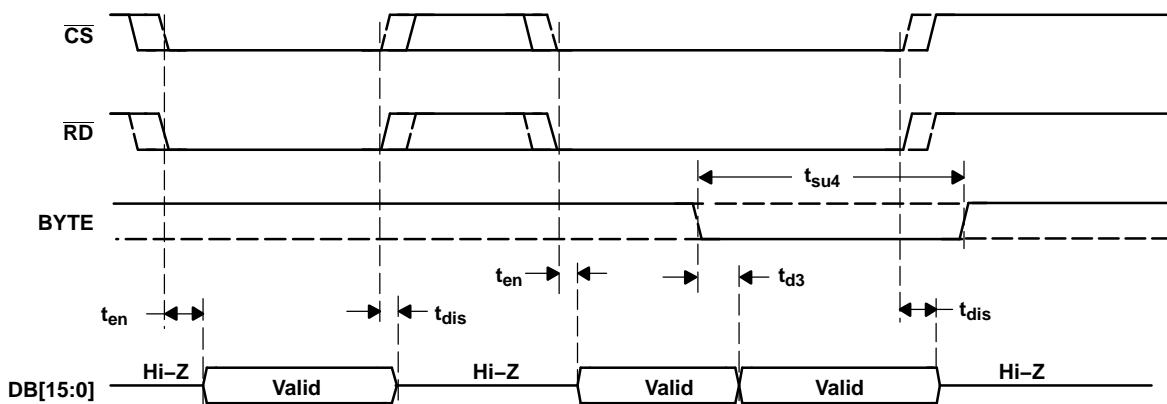 CS
RD
t_su4
BYTE
t_en
t_dis
t_en
t_d3
t_dis
DB[15:0]
Hi–Z
Valid
Hi–Z
Valid
Valid
Hi–Z